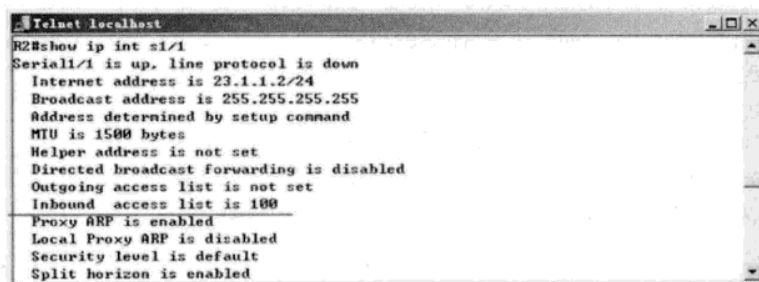 Telnet localhost
R2#show ip int s1/1
Serial1/1 is up, line protocol is down
Internet address is 23.1.1.2/24
Broadcast address is 255.255.255.255
Address determined by setup command
MTU is 1500 bytes
Helper address is not set
Directed broadcast forwarding is disabled
Outgoing access list is not set
Inbound  access list is 100
Proxy ARP is enabled
Local Proxy ARP is disabled
Security level is default
Split horizon is enabled